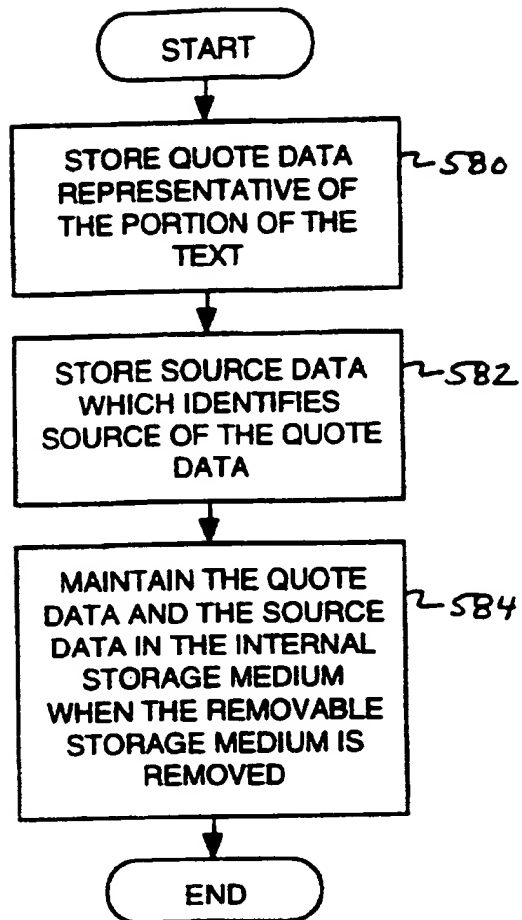 START
STORE QUOTE DATA
REPRESENTATIVE OF
THE PORTION OF THE
TEXT
580
STORE SOURCE DATA
WHICH IDENTIFIES
SOURCE OF THE QUOTE
DATA
582
MAINTAIN THE QUOTE
DATA AND THE SOURCE
DATA IN THE INTERNAL
STORAGE MEDIUM
WHEN THE REMOVABLE
STORAGE MEDIUM IS
REMOVED
584
END